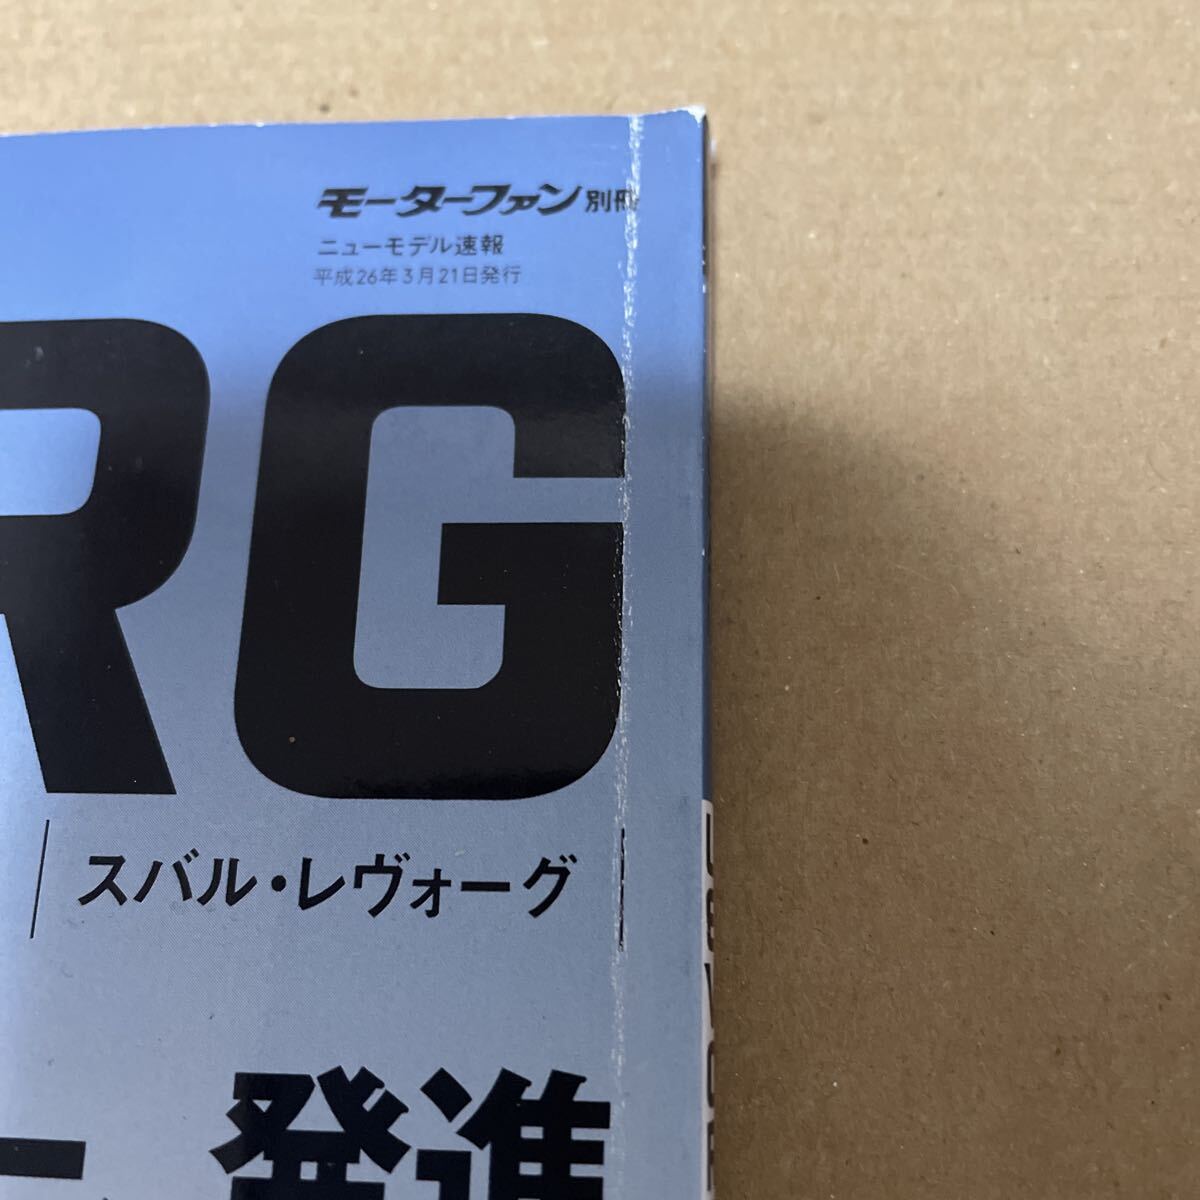 モーターファン別冊
ニューモデル速報
平成26年3月21日発行
RG
スバル・レヴォーグ
発進